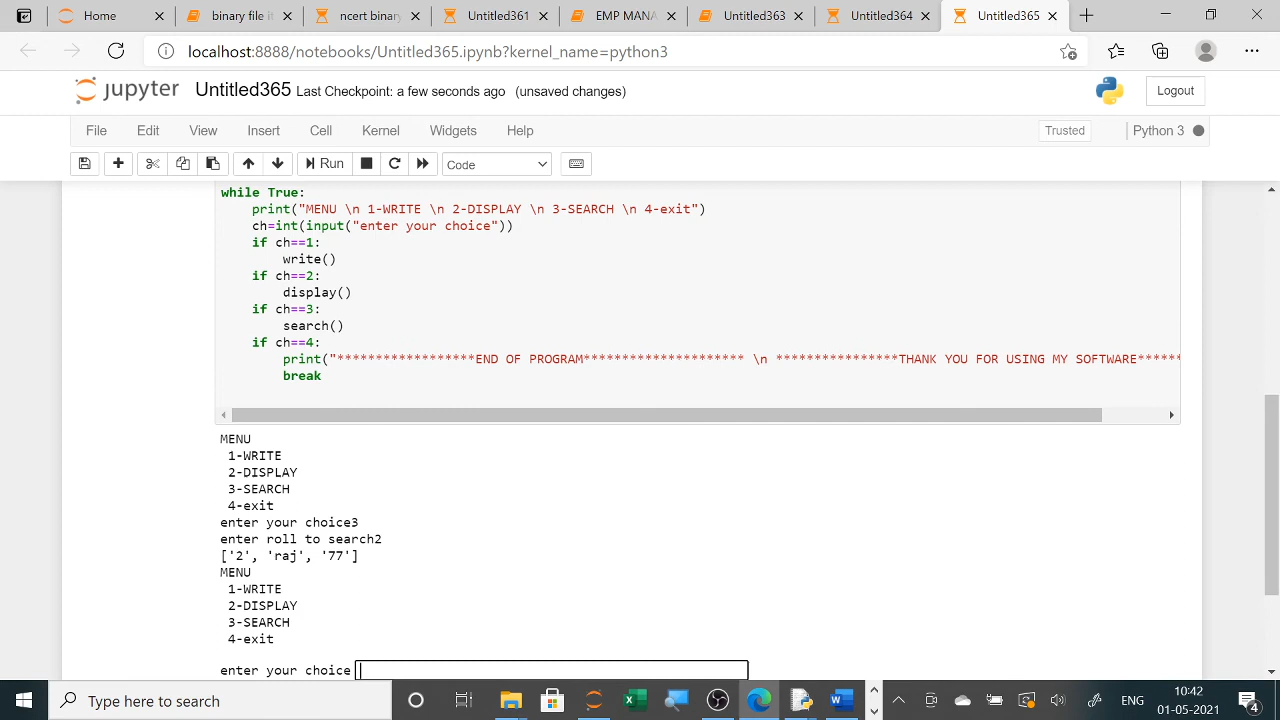 Home
binary file
ncert binary
Untitled361
EMP MANA
Untitled363
Untitled364
Untitled365
localhost:8888/notebooks/Untitled365.ipynb?kernel_name=python3
jupyter Untitled365 Last Checkpoint: a few seconds ago (unsaved changes)
Logout
File Edit View Insert Cell Kernel Widgets Help
Trusted
Python 3
Run
Code
while True:
    print("MENU \n 1-WRITE \n 2-DISPLAY \n 3-SEARCH \n 4-exit")
    ch=int(input("enter your choice"))
    if ch==1:
        write()
    if ch==2:
        display()
    if ch==3:
        search()
    if ch==4:
        print("******************END OF PROGRAM********************* \n ****************THANK YOU FOR USING MY SOFTWARE******
        break
MENU
 1-WRITE
 2-DISPLAY
 3-SEARCH
 4-exit
enter your choice3
enter roll to search2
['2', 'raj', '77']
MENU
 1-WRITE
 2-DISPLAY
 3-SEARCH
 4-exit
enter your choice
Type here to search
ENG
10:42
01-05-2021
4